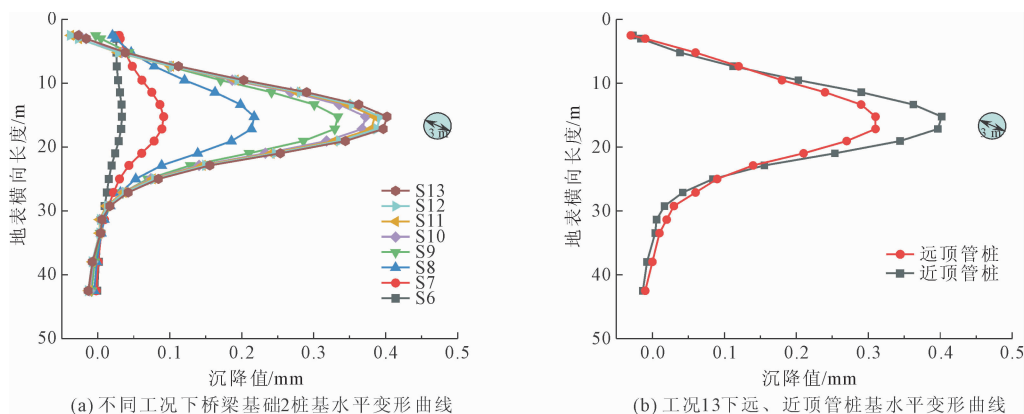 0
10
20
30
40
50
地表横向长度/m
3 m
S13
S12
S11
S10
S9
S8
S7
S6
0.0 0.1 0.2 0.3 0.4 0.5
沉降值/mm
(a) 不同工况下桥梁基础2桩基水平变形曲线
0
10
20
30
40
50
地表横向长度/m
3 m
远顶管桩
近顶管桩
0.0 0.1 0.2 0.3 0.4 0.5
沉降值/mm
(b) 工况13下远、近顶管桩基水平变形曲线